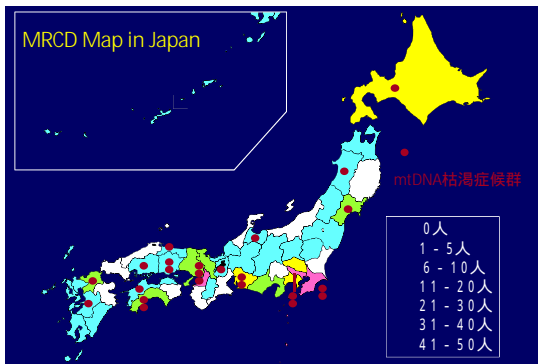 MRCD Map in Japan
mtDNA枯渇症候群
0人
1 - 5人
6 - 10人
11 - 20人
21 - 30人
31 - 40人
41 - 50人